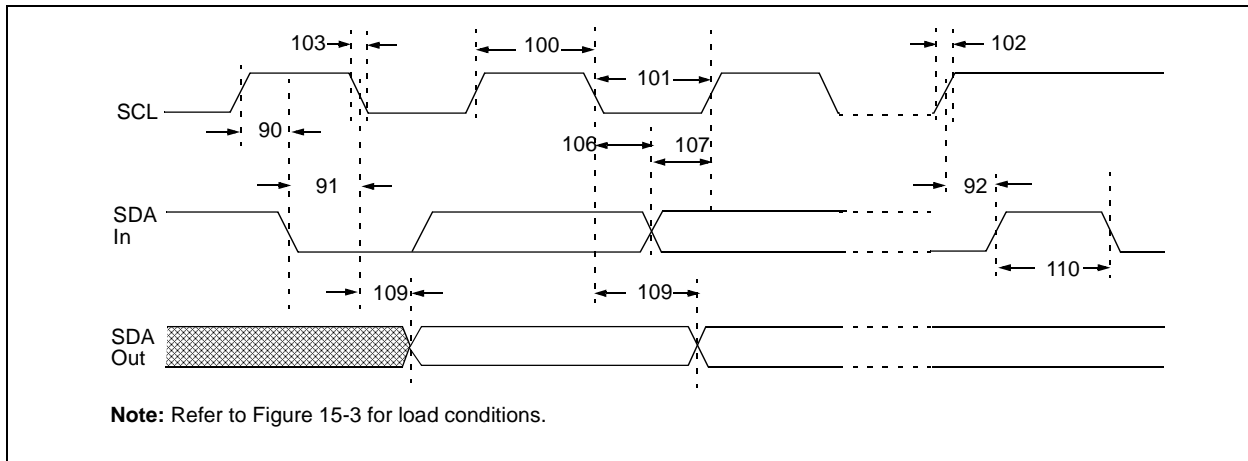 103
100
101
102
SCL
90
106
107
91
92
SDA
In
109
109
110
SDA
Out
Note: Refer to Figure 15-3 for load conditions.